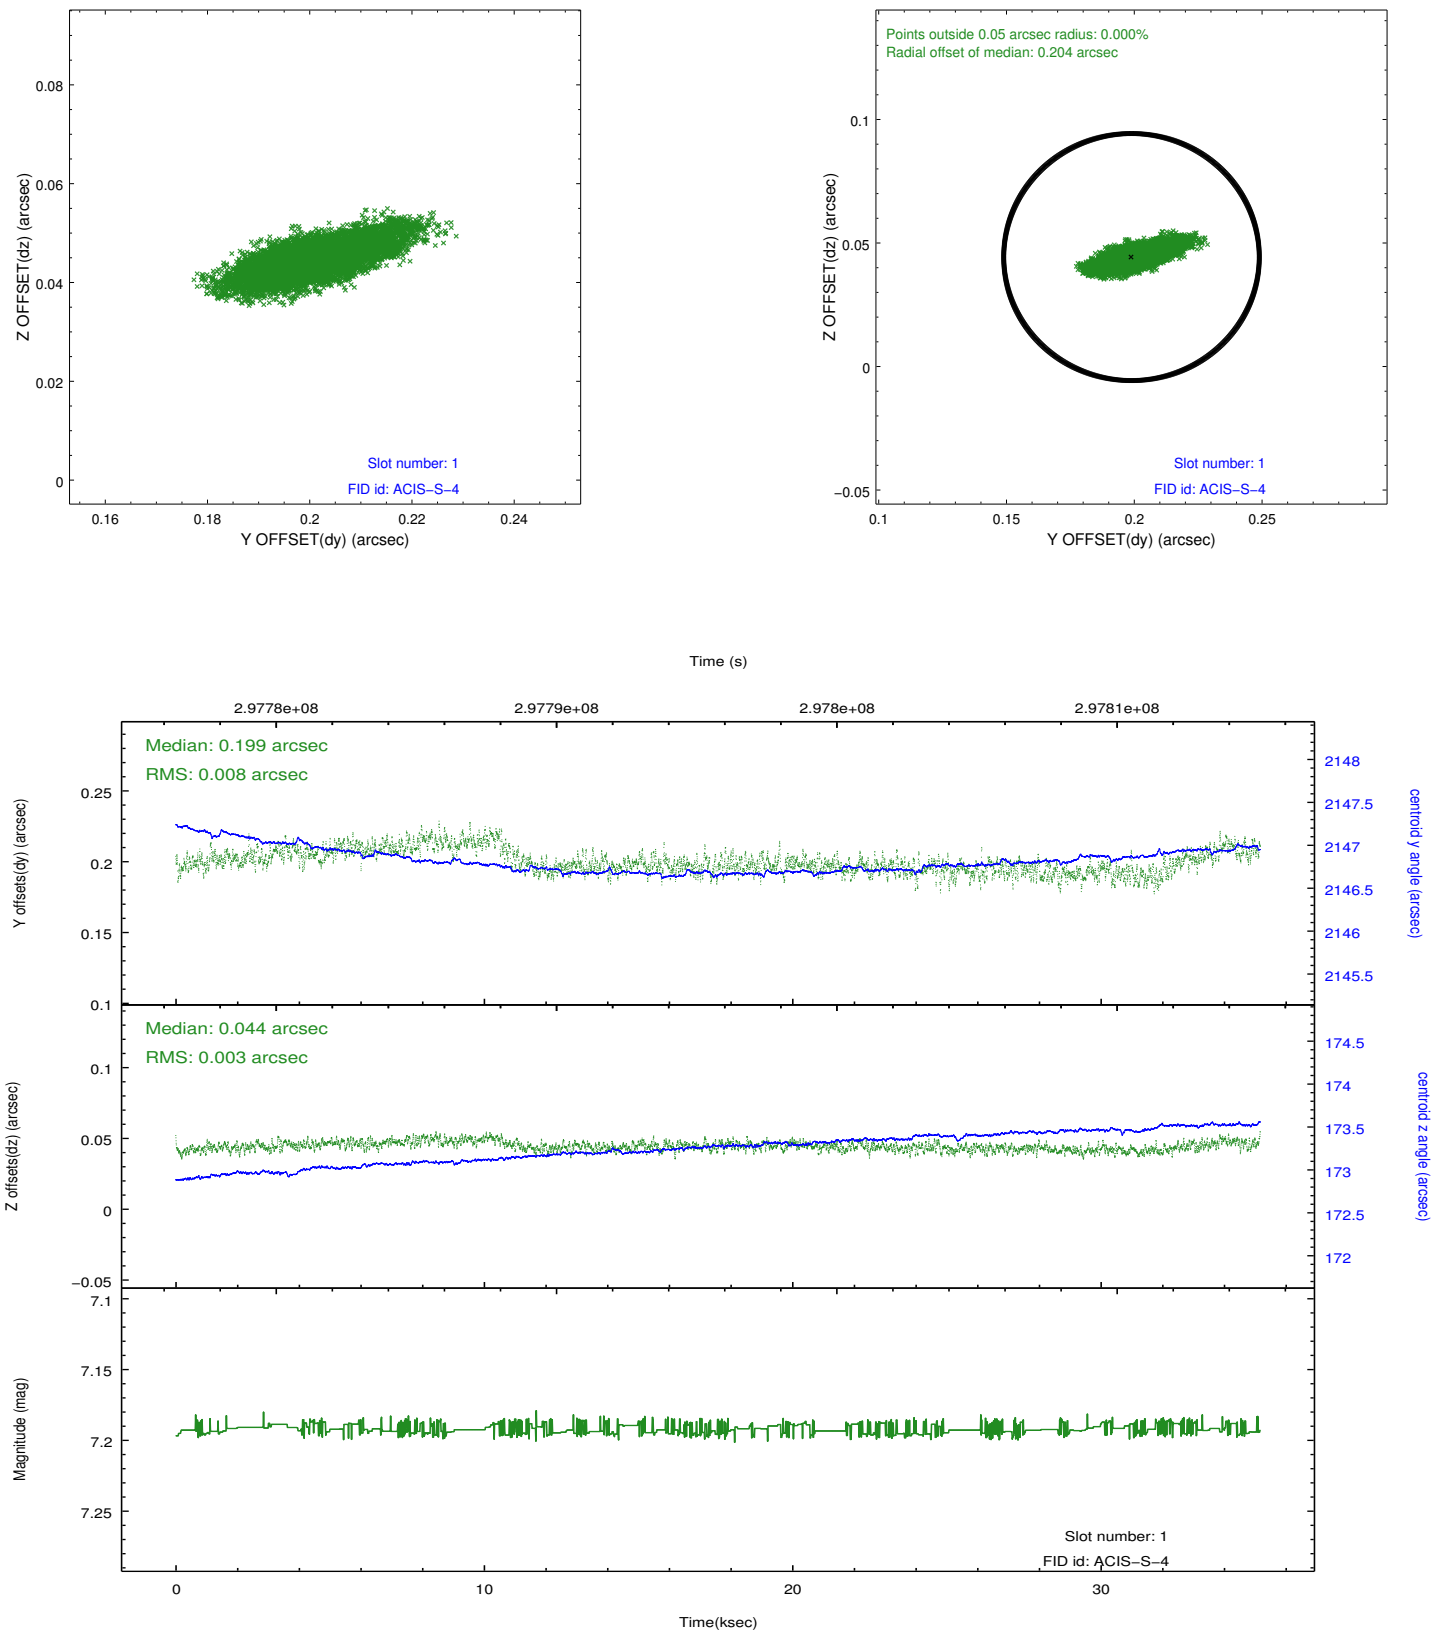 0.08
0.06
0.04
0.02
0
Z OFFSET(dz) (arcsec)
Slot number: 1
FID id: ACIS−S−4
0.16 0.18 0.2 0.22 0.24
Y OFFSET(dy) (arcsec)
Points outside 0.05 arcsec radius: 0.000%
Radial offset of median: 0.204 arcsec
0.1
0.05
0
−0.05
Z OFFSET(dz) (arcsec)
Slot number: 1
FID id: ACIS−S−4
0.1 0.15 0.2 0.25
Y OFFSET(dy) (arcsec)
Time (s)
2.9778e+08 2.9779e+08 2.978e+08 2.9781e+08
Median: 0.199 arcsec
RMS: 0.008 arcsec
0.25
0.2
0.15
0.1
Y offsets(dy) (arcsec)
2148
2147.5
2147
2146.5
2146
2145.5
centroid y angle (arcsec)
Median: 0.044 arcsec
RMS: 0.003 arcsec
0.1
0.05
0
−0.05
Z offsets(dz) (arcsec)
174.5
174
173.5
173
172.5
172
centroid z angle (arcsec)
7.1
7.15
7.2
7.25
Magnitude (mag)
Slot number: 1
FID id: ACIS−S−4
0 10 20 30
Time(ksec)